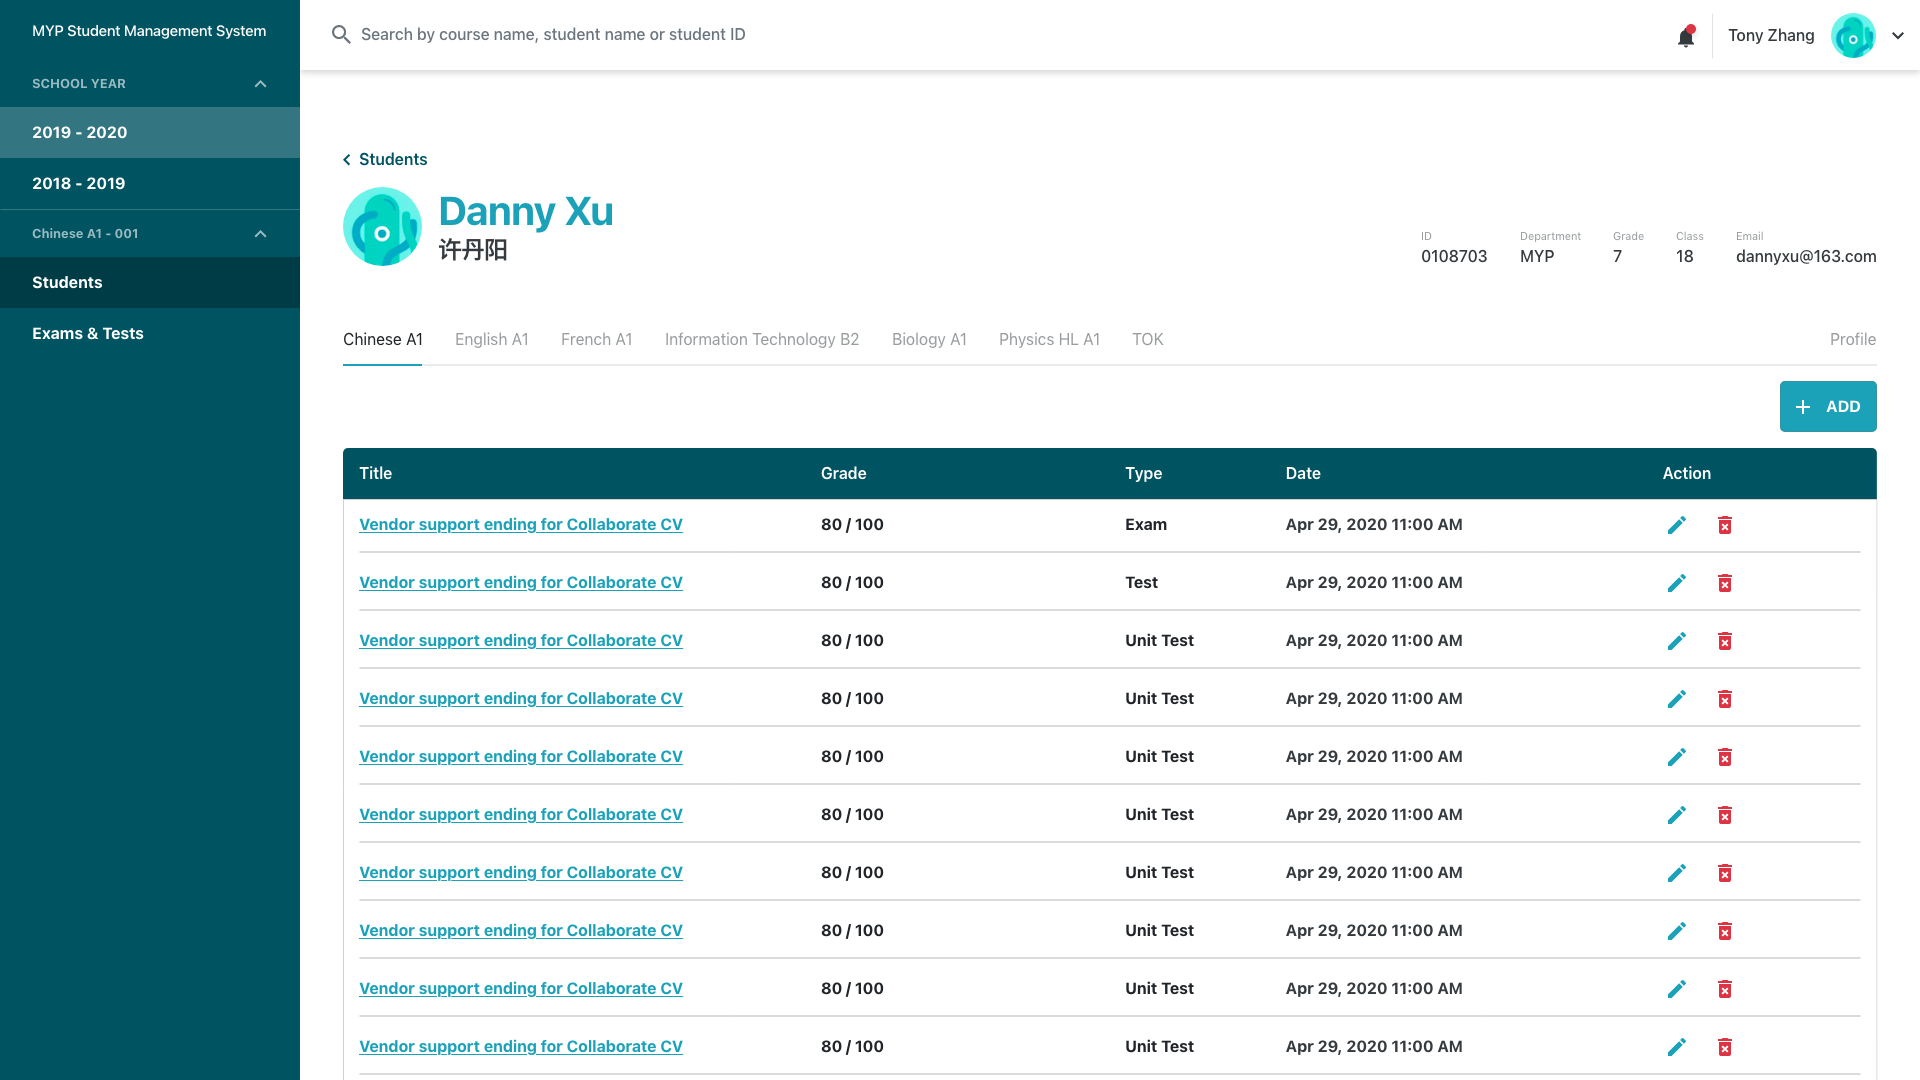 MYP Student Management System
SCHOOL YEAR
2019 - 2020
2018 - 2019
Chinese A1 - 001
Students
Exams & Tests
Search by course name, student name or student ID
Tony Zhang
Students
Danny Xu
许丹阳
ID
0108703
Department
MYP
Grade
7
Class
18
Email
dannyxu@163.com
Chinese A1 English A1 French A1 Information Technology B2 Biology A1 Physics HL A1 TOK Profile
ADD
Title Grade Type Date Action
Vendor support ending for Collaborate CV 80 / 100 Exam Apr 29, 2020 11:00 AM
Vendor support ending for Collaborate CV 80 / 100 Test Apr 29, 2020 11:00 AM
Vendor support ending for Collaborate CV 80 / 100 Unit Test Apr 29, 2020 11:00 AM
Vendor support ending for Collaborate CV 80 / 100 Unit Test Apr 29, 2020 11:00 AM
Vendor support ending for Collaborate CV 80 / 100 Unit Test Apr 29, 2020 11:00 AM
Vendor support ending for Collaborate CV 80 / 100 Unit Test Apr 29, 2020 11:00 AM
Vendor support ending for Collaborate CV 80 / 100 Unit Test Apr 29, 2020 11:00 AM
Vendor support ending for Collaborate CV 80 / 100 Unit Test Apr 29, 2020 11:00 AM
Vendor support ending for Collaborate CV 80 / 100 Unit Test Apr 29, 2020 11:00 AM
Vendor support ending for Collaborate CV 80 / 100 Unit Test Apr 29, 2020 11:00 AM